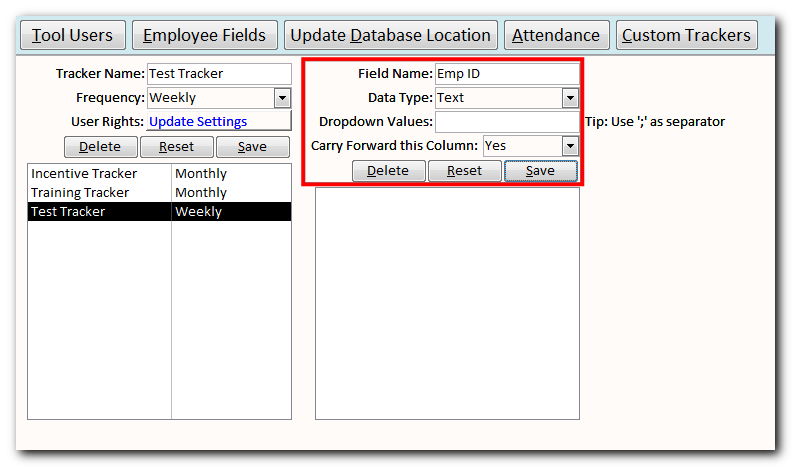 Tool Users Employee Fields Update Database Location Attendance Custom Trackers
Tracker Name: Test Tracker
Frequency: Weekly
User Rights: Update Settings
Delete Reset Save
Incentive Tracker Monthly
Training Tracker Monthly
Test Tracker Weekly
Field Name: Emp ID
Data Type: Text
Dropdown Values: Tip: Use ';' as separator
Carry Forward this Column: Yes
Delete Reset Save